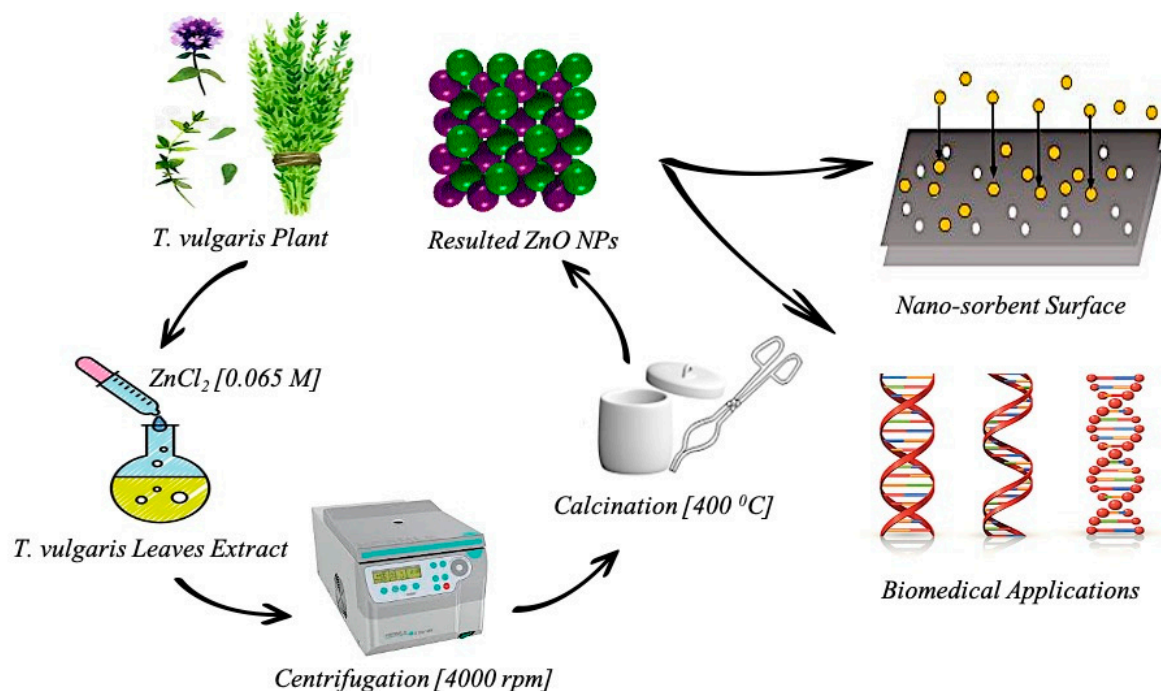 T. vulgaris Plant
Resulted ZnO NPs
Nano-sorbent Surface
ZnCl₂ [0.065 M]
T. vulgaris Leaves Extract
Calcination [400 ⁰C]
Biomedical Applications
Centrifugation [4000 rpm]